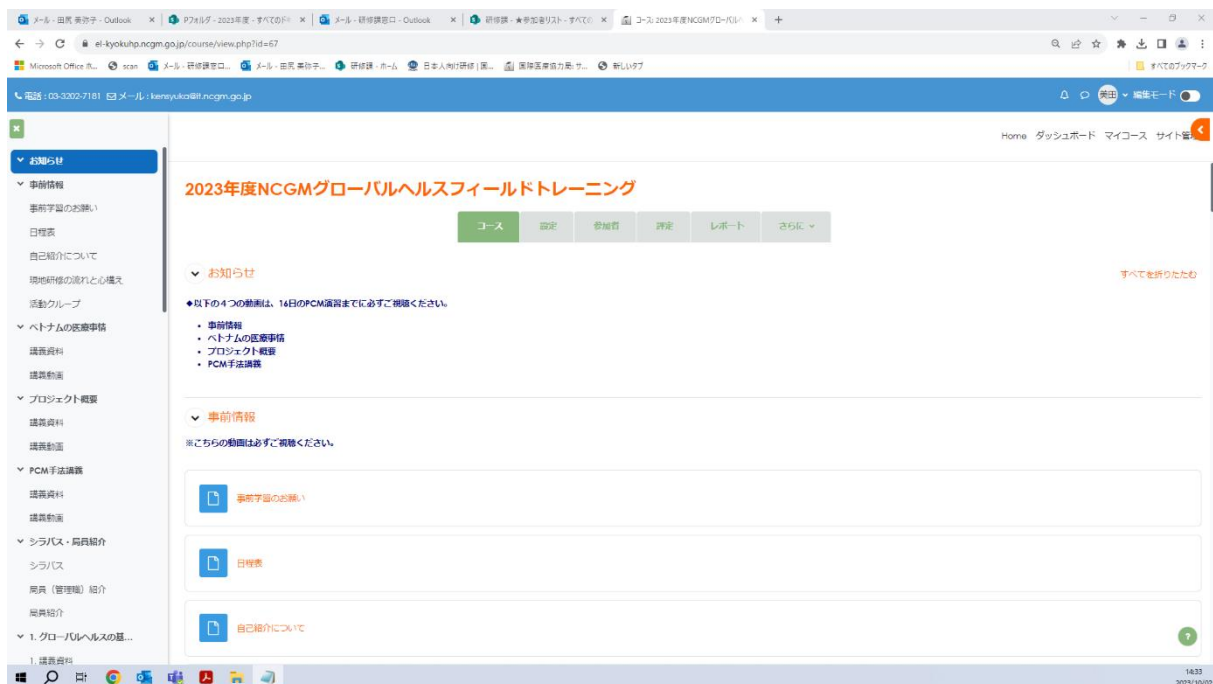 メール - 田尻 美弥子 - Outlook
Pフォルダ - 2023年度 - すべてのド
メール - 研修課窓口 - Outlook
研修課 - ★参加者リスト - すべての
コース: 2023年度NCGMグローバルヘ
el-kyokuhp.ncgm.go.jp/course/view.php?id=67
Microsoft Office ホ...
scan
メール - 研修課窓口...
メール - 田尻 美弥子...
研修課 - ホーム
日本人向け研修 | 国...
国際医療協力局: サ...
新しいタブ
すべてのブックマーク
電話 : 03-3202-7181
メール : kensyuka@it.ncgm.go.jp
英田
編集モード
Home ダッシュボード マイコース サイト管
お知らせ
事前情報
事前学習のお願い
日程表
自己紹介について
現地研修の流れと心構え
活動グループ
ベトナムの医療事情
講義資料
講義動画
プロジェクト概要
講義資料
講義動画
PCM手法講義
講義資料
講義動画
シラバス・局員紹介
シラバス
局員（管理職）紹介
局員紹介
1. グローバルヘルスの基...
1. 講義資料
2023年度NCGMグローバルヘルスフィールドトレーニング
コース 設定 参加者 評定 レポート さらに
お知らせ
すべてを折りたたむ
◆以下の４つの動画は、16日のPCM演習までに必ずご視聴ください。
• 事前情報
• ベトナムの医療事情
• プロジェクト概要
• PCM手法講義
事前情報
※こちらの動画は必ずご視聴ください。
事前学習のお願い
日程表
自己紹介について
?
14:33